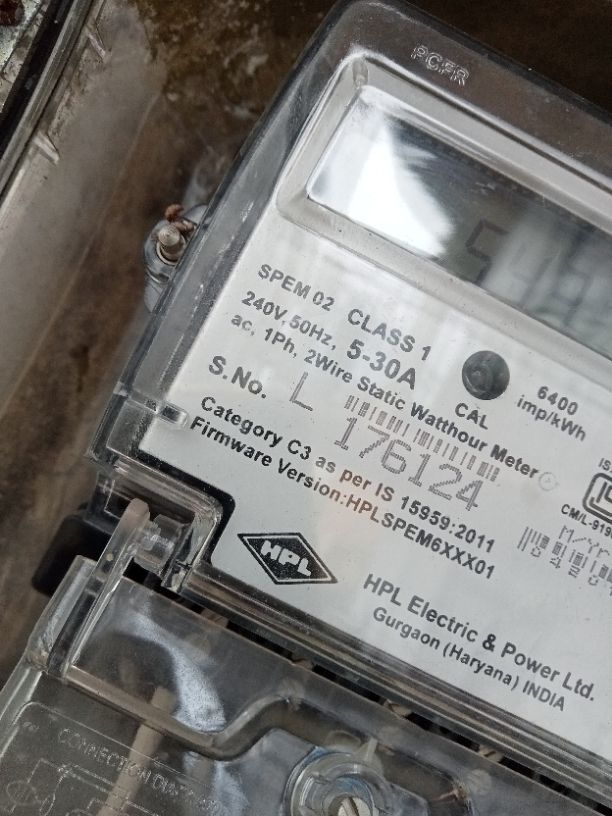 PCFR
SPEM 02 CLASS 1
240V, 50Hz, 5-30A
ac, 1Ph, 2Wire Static Watthour Meter
CAL
6400
imp/kWh
S.No. L 176124
Category C3 as per IS 15959:2011
Firmware Version:HPLSPEM6XXX01
M/Yr
HPL
HPL Electric & Power Ltd.
Gurgaon (Haryana) INDIA
CONNECTION